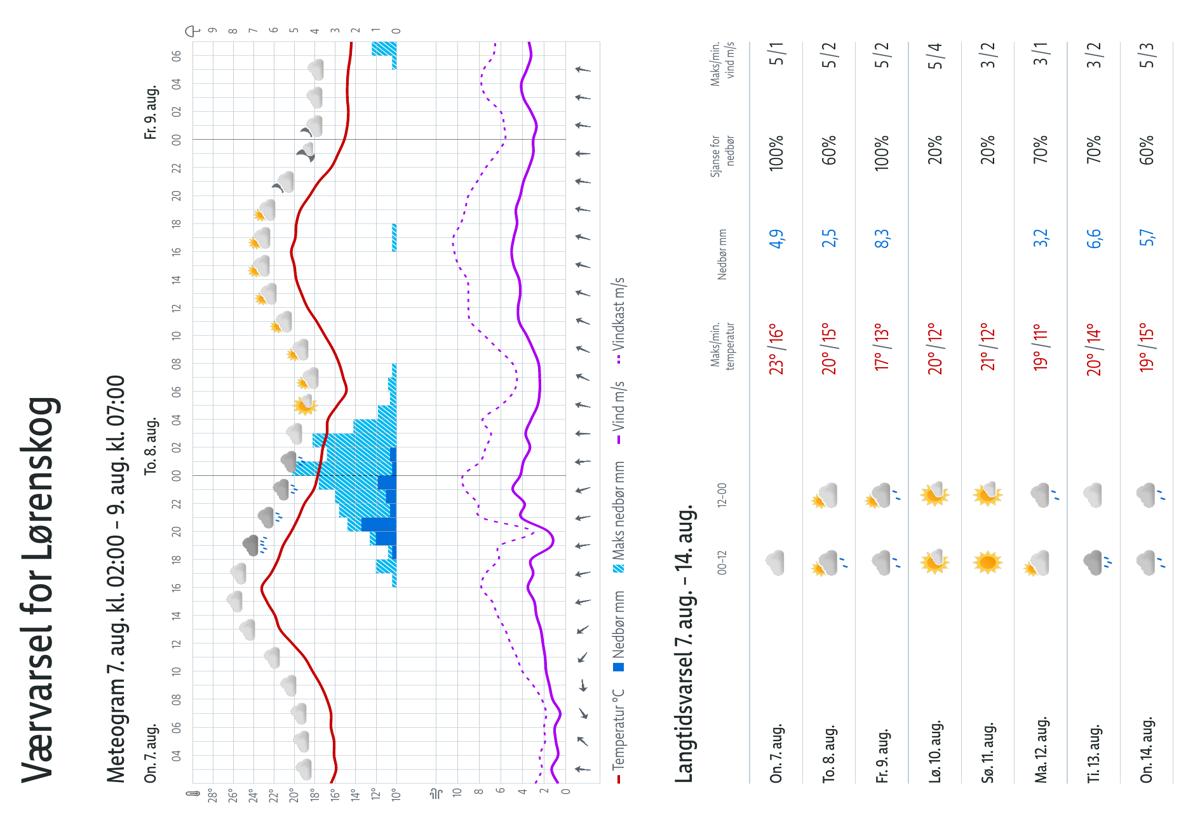 Værvarsel for Lørenskog
Meteogram 7. aug. kl. 02:00 – 9. aug. kl. 07:00
On. 7. aug. To. 8. aug. Fr. 9. aug.
04 06 08 10 12 14 16 18 20 22 00 02 04 06 08 10 12 14 16 18 20 22 00 02 04 06
28° 9
26° 8
24° 7
22° 6
20° 5
18° 4
16° 3
14° 2
12° 1
10° 0
10
8
6
4
2
0
Temperatur °C Nedbør mm Maks nedbør mm Vind m/s Vindkast m/s
Langtidsvarsel 7. aug. – 14. aug.
00–12 12–00 Maks/min. temperatur Nedbør mm Sjanse for nedbør Maks/min. vind m/s
On. 7. aug. 23° / 16° 4,9 100% 5 / 1
To. 8. aug. 20° / 15° 2,5 60% 5 / 2
Fr. 9. aug. 17° / 13° 8,3 100% 5 / 2
Lø. 10. aug. 20° / 12° 20% 5 / 4
Sø. 11. aug. 21° / 12° 20% 3 / 2
Ma. 12. aug. 19° / 11° 3,2 70% 3 / 1
Ti. 13. aug. 20° / 14° 6,6 70% 3 / 2
On. 14. aug. 19° / 15° 5,7 60% 5 / 3